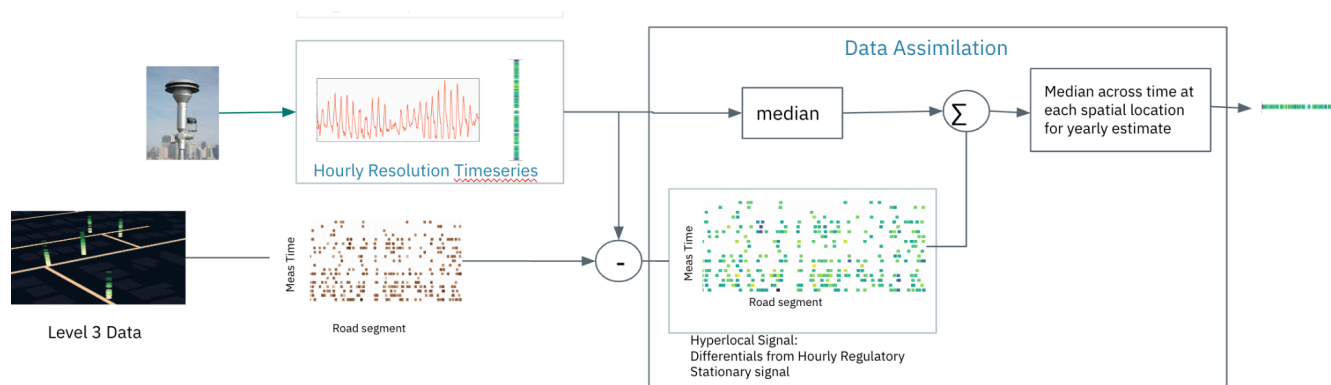 Data Assimilation
median
∑
Median across time at
each spatial location
for yearly estimate
Hourly Resolution Timeseries
Meas Time
Road segment
-
Meas Time
Road segment
Level 3 Data
Hyperlocal Signal:
Differentials from Hourly Regulatory
Stationary signal